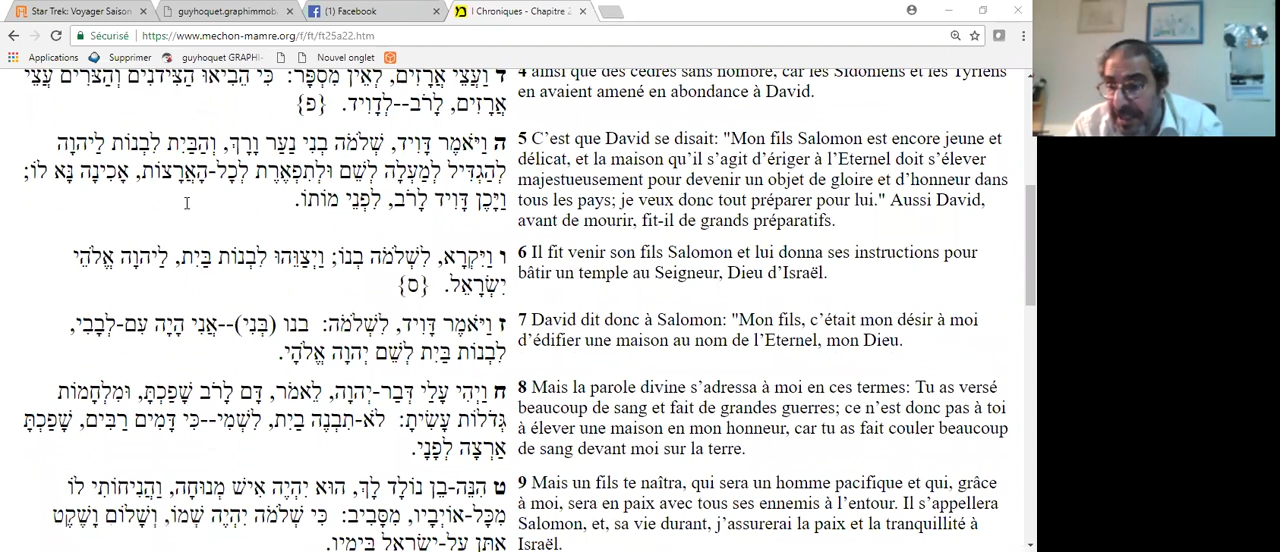 Star Trek: Voyager Saison
guyhoquet.graphimmob
(1) Facebook
I Chroniques - Chapitre 2
Sécurisé
https://www.mechon-mamre.org/f/ft/ft25a22.htm
Applications
Supprimer
guyhoquet GRAPHI-
Nouvel onglet
ד וַעֲצֵי אֲרָזִים, לְאֵין מִסְפָּר: כִּי הֵבִיאוּ הַצִּידֹנִים וְהַצֹּרִים עֲצֵי
אֲרָזִים, לָרֹב--לְדָוִיד. {פ}
ה וַיֹּאמֶר דָּוִיד, שְׁלֹמֹה בְנִי נַעַר וָרָךְ, וְהַבַּיִת לִבְנוֹת לַיהוָה
לְהַגְדִּיל לְמַעְלָה לְשֵׁם וּלְתִפְאֶרֶת לְכָל-הָאֲרָצוֹת, אָכִינָה נָּא לוֹ;
וַיָּכֶן דָּוִיד לָרֹב, לִפְנֵי מוֹתוֹ.
ו וַיִּקְרָא, לִשְׁלֹמֹה בְנוֹ; וַיְצַוֵּהוּ לִבְנוֹת בַּיִת, לַיהוָה אֱלֹהֵי
יִשְׂרָאֵל. {ס}
ז וַיֹּאמֶר דָּוִיד, לִשְׁלֹמֹה: בנו (בְּנִי)--אֲנִי הָיָה עִם-לְבָבִי,
לִבְנוֹת בַּיִת לְשֵׁם יְהוָה אֱלֹהָי.
ח וַיְהִי עָלַי דְּבַר-יְהוָה, לֵאמֹר, דָּם לָרֹב שָׁפַכְתָּ, וּמִלְחָמוֹת
גְּדֹלוֹת עָשִׂיתָ: לֹא-תִבְנֶה בַיִת, לִשְׁמִי--כִּי דָּמִים רַבִּים, שָׁפַכְתָּ
אַרְצָה לְפָנָי.
ט הִנֵּה-בֵן נוֹלָד לָךְ, הוּא יִהְיֶה אִישׁ מְנוּחָה, וַהֲנִיחוֹתִי לוֹ
מִכָּל-אוֹיְבָיו, מִסָּבִיב: כִּי שְׁלֹמֹה יִהְיֶה שְׁמוֹ, וְשָׁלוֹם וָשֶׁקֶט
אֶתֵּן עַל-יִשְׂרָאֵל בְּיָמָיו.
4 ainsi que des cèdres sans nombre, car les Sidoniens et les Tyriens
en avaient amené en abondance à David.
5 C'est que David se disait: "Mon fils Salomon est encore jeune et
délicat, et la maison qu'il s'agit d'ériger à l'Eternel doit s'élever
majestueusement pour devenir un objet de gloire et d'honneur dans
tous les pays; je veux donc tout préparer pour lui." Aussi David,
avant de mourir, fit-il de grands préparatifs.
6 Il fit venir son fils Salomon et lui donna ses instructions pour
bâtir un temple au Seigneur, Dieu d'Israël.
7 David dit donc à Salomon: "Mon fils, c'était mon désir à moi
d'édifier une maison au nom de l'Eternel, mon Dieu.
8 Mais la parole divine s'adressa à moi en ces termes: Tu as versé
beaucoup de sang et fait de grandes guerres; ce n'est donc pas à toi
à élever une maison en mon honneur, car tu as fait couler beaucoup
de sang devant moi sur la terre.
9 Mais un fils te naîtra, qui sera un homme pacifique et qui, grâce
à moi, sera en paix avec tous ses ennemis à l'entour. Il s'appellera
Salomon, et, sa vie durant, j'assurerai la paix et la tranquillité à
Israël.